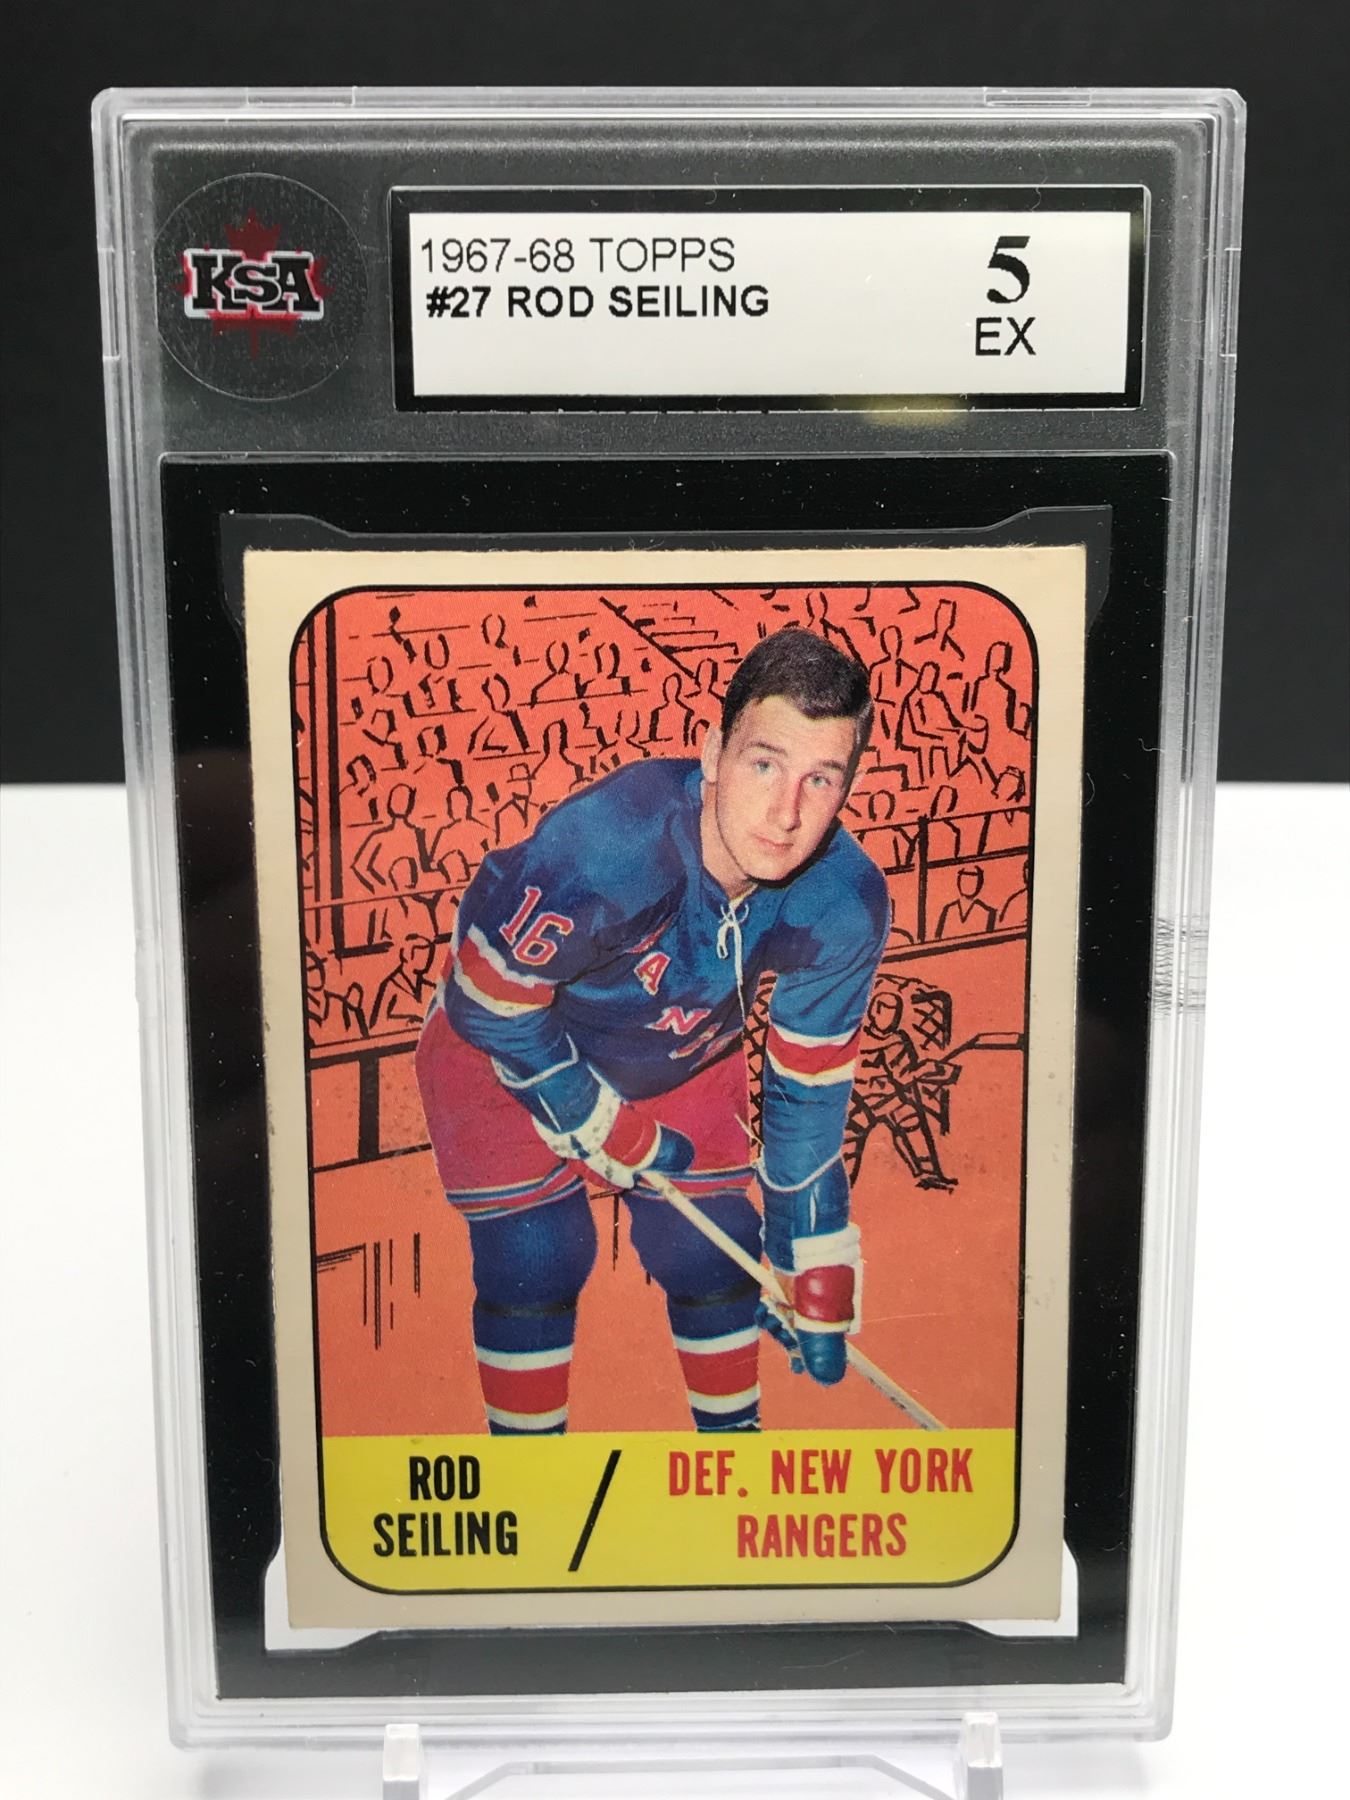 KSA
1967-68 TOPPS
#27 ROD SEILING
5
EX
16
A
N
ROD
SEILING
/
DEF. NEW YORK
RANGERS